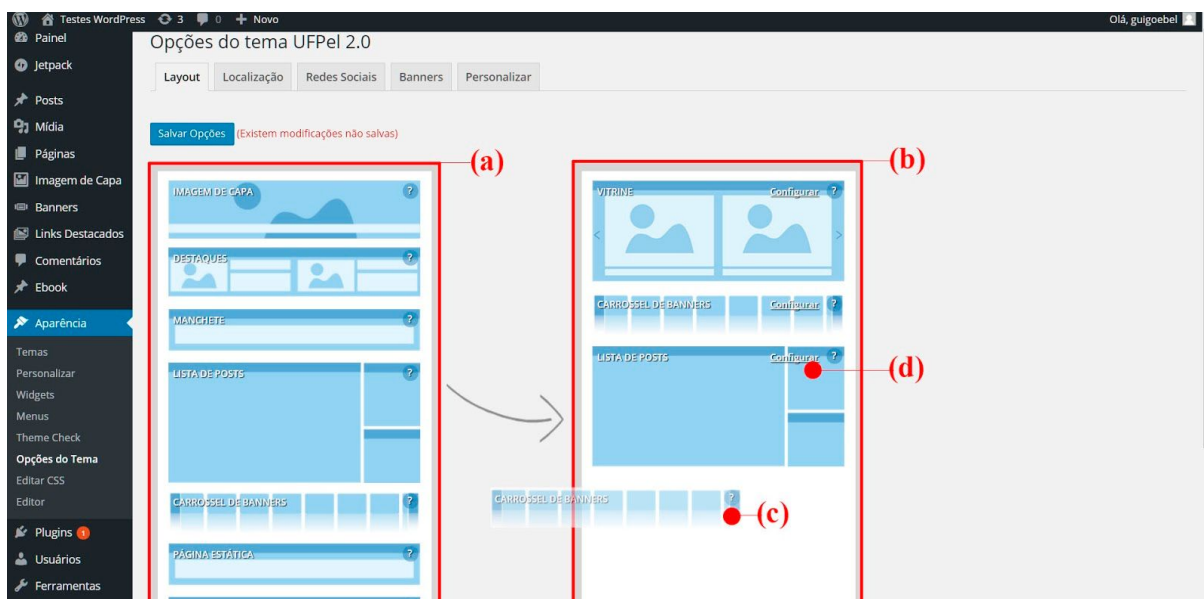 Testes WordPress 3 0 + Novo Olá, guigoebel
Painel
Jetpack
Posts
Mídia
Páginas
Imagem de Capa
Banners
Links Destacados
Comentários
Ebook
Aparência
Temas
Personalizar
Widgets
Menus
Theme Check
Opções do Tema
Editar CSS
Editor
Plugins 1
Usuários
Ferramentas
Opções do tema UFPel 2.0
Layout Localização Redes Sociais Banners Personalizar
Salvar Opções (Existem modificações não salvas)
(a)
IMAGEM DE CAPA ?
DESTAQUES ?
MANCHETE ?
LISTA DE POSTS ?
CARROSSEL DE BANNERS ?
PÁGINA ESTÁTICA ?
(b)
VITRINE Configurar ?
CARROSSEL DE BANNERS Configurar ?
LISTA DE POSTS Configurar ?
(d)
CARROSSEL DE BANNERS ?
(c)